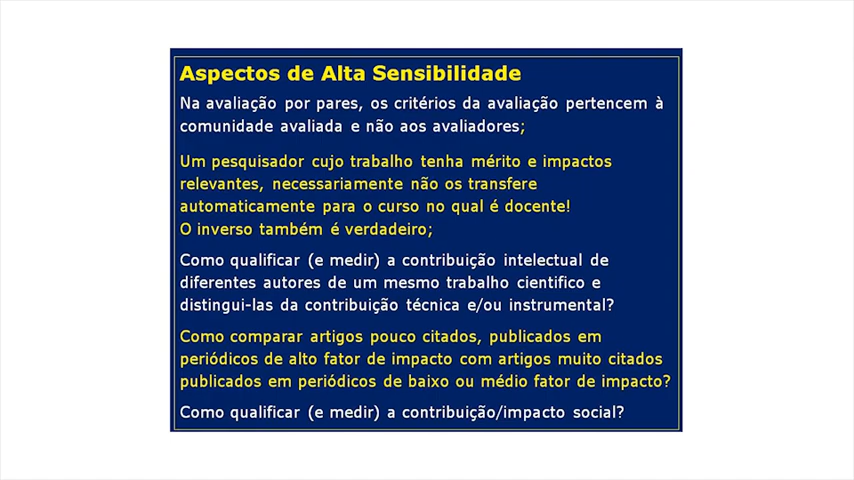 Aspectos de Alta Sensibilidade
Na avaliação por pares, os critérios da avaliação pertencem à
comunidade avaliada e não aos avaliadores;
Um pesquisador cujo trabalho tenha mérito e impactos
relevantes, necessariamente não os transfere
automaticamente para o curso no qual é docente!
O inverso também é verdadeiro;
Como qualificar (e medir) a contribuição intelectual de
diferentes autores de um mesmo trabalho cientifico e
distingui-las da contribuição técnica e/ou instrumental?
Como comparar artigos pouco citados, publicados em
periódicos de alto fator de impacto com artigos muito citados
publicados em periódicos de baixo ou médio fator de impacto?
Como qualificar (e medir) a contribuição/impacto social?